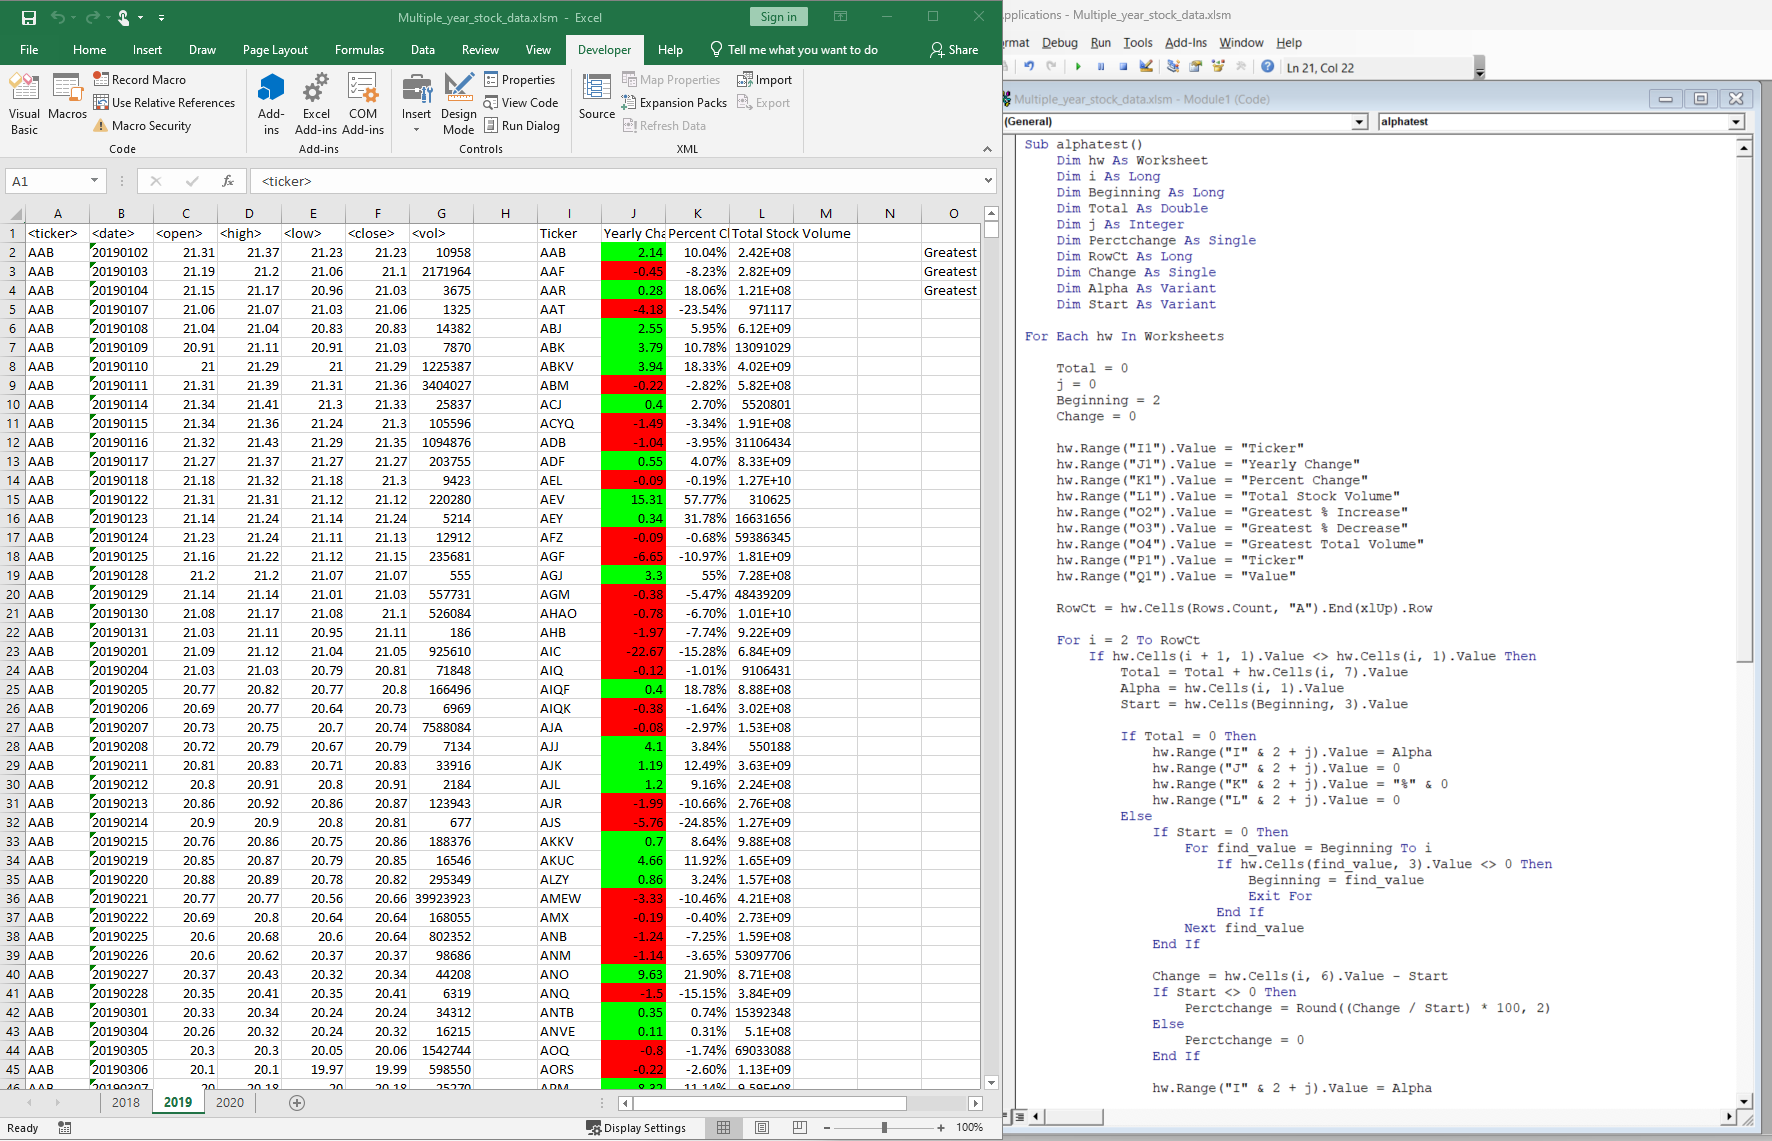 Multiple_year_stock_data.xlsm - Excel
Sign in
File Home Insert Draw Page Layout Formulas Data Review View Developer Help Tell me what you want to do Share
Visual Basic
Macros
Record Macro
Use Relative References
Macro Security
Code
Add-ins
Excel Add-ins
COM Add-ins
Add-ins
Insert
Design Mode
Properties
View Code
Run Dialog
Controls
Source
Map Properties
Expansion Packs
Refresh Data
Import
Export
XML
A1 fx <ticker>
A B C D E F G H I J K L M N O
1 <ticker> <date> <open> <high> <low> <close> <vol> Ticker Yearly Cha Percent Cl Total Stock Volume
2 AAB 20190102 21.31 21.37 21.23 21.23 10958 AAB 2.14 10.04% 2.42E+08 Greatest
3 AAB 20190103 21.19 21.2 21.06 21.1 2171964 AAF -0.45 -8.23% 2.82E+09 Greatest
4 AAB 20190104 21.15 21.17 20.96 21.03 3675 AAR 0.28 18.06% 1.21E+08 Greatest
5 AAB 20190107 21.06 21.07 21.03 21.06 1325 AAT -4.18 -23.54% 971117
6 AAB 20190108 21.04 21.04 20.83 20.83 14382 ABJ 2.55 5.95% 6.12E+09
7 AAB 20190109 20.91 21.11 20.91 21.03 7870 ABK 3.79 10.78% 13091029
8 AAB 20190110 21 21.29 21 21.29 1225387 ABKV 3.94 18.33% 4.02E+09
9 AAB 20190111 21.31 21.39 21.31 21.36 3404027 ABM -0.22 -2.82% 5.82E+08
10 AAB 20190114 21.34 21.41 21.3 21.33 25837 ACJ 0.4 2.70% 5520801
11 AAB 20190115 21.34 21.36 21.24 21.3 105596 ACYQ -1.49 -3.34% 1.91E+08
12 AAB 20190116 21.32 21.43 21.29 21.35 1094876 ADB -1.04 -3.95% 31106434
13 AAB 20190117 21.27 21.37 21.27 21.27 203755 ADF 0.55 4.07% 8.33E+09
14 AAB 20190118 21.18 21.32 21.18 21.3 9423 AEL -0.09 -0.19% 1.27E+10
15 AAB 20190122 21.31 21.31 21.12 21.12 220280 AEV 15.31 57.77% 310625
16 AAB 20190123 21.14 21.24 21.14 21.24 5214 AEY 0.34 31.78% 16631656
17 AAB 20190124 21.23 21.24 21.11 21.13 12912 AFZ -0.09 -0.68% 59386345
18 AAB 20190125 21.16 21.22 21.12 21.15 235681 AGF -6.65 -10.97% 1.81E+09
19 AAB 20190128 21.2 21.2 21.07 21.07 555 AGJ 3.3 55% 7.28E+08
20 AAB 20190129 21.14 21.14 21.01 21.03 557731 AGM -0.38 -5.47% 48439209
21 AAB 20190130 21.08 21.17 21.08 21.1 526084 AHAO -0.78 -6.70% 1.01E+10
22 AAB 20190131 21.03 21.11 20.95 21.11 186 AHB -1.97 -7.74% 9.22E+09
23 AAB 20190201 21.09 21.12 21.04 21.05 925610 AIC -22.67 -15.28% 6.84E+09
24 AAB 20190204 21.03 21.03 20.79 20.81 71848 AIQ -0.12 -1.01% 9106431
25 AAB 20190205 20.77 20.82 20.77 20.8 166496 AIQF 0.4 18.78% 8.88E+08
26 AAB 20190206 20.69 20.77 20.64 20.73 6969 AIQK -0.38 -1.64% 3.02E+08
27 AAB 20190207 20.73 20.75 20.7 20.74 7588084 AJA -0.08 -2.97% 1.53E+08
28 AAB 20190208 20.72 20.79 20.67 20.79 7134 AJJ 4.1 3.84% 550188
29 AAB 20190211 20.81 20.83 20.71 20.83 33916 AJK 1.19 12.49% 3.63E+09
30 AAB 20190212 20.8 20.91 20.8 20.91 2184 AJL 1.2 9.16% 2.24E+08
31 AAB 20190213 20.86 20.92 20.86 20.87 123943 AJR -1.99 -10.66% 2.76E+08
32 AAB 20190214 20.9 20.9 20.8 20.81 677 AJS -5.76 -24.85% 1.27E+09
33 AAB 20190215 20.76 20.86 20.75 20.86 188376 AKKV 0.7 8.64% 9.88E+08
34 AAB 20190219 20.85 20.87 20.79 20.85 16546 AKUC 4.66 11.92% 1.65E+09
35 AAB 20190220 20.88 20.89 20.78 20.82 295349 ALZY 0.86 3.24% 1.57E+08
36 AAB 20190221 20.77 20.77 20.56 20.66 39923923 AMEW -3.33 -10.46% 4.21E+08
37 AAB 20190222 20.69 20.8 20.64 20.64 168055 AMX -0.19 -0.40% 2.73E+09
38 AAB 20190225 20.6 20.68 20.6 20.64 802352 ANB -1.24 -7.25% 1.59E+08
39 AAB 20190226 20.6 20.62 20.37 20.37 98686 ANM -1.14 -3.65% 53097706
40 AAB 20190227 20.37 20.43 20.32 20.34 44208 ANO 9.63 21.90% 8.71E+08
41 AAB 20190228 20.35 20.41 20.35 20.41 6319 ANQ -1.5 -15.15% 3.84E+09
42 AAB 20190301 20.33 20.34 20.24 20.24 34312 ANTB 0.35 0.74% 15392348
43 AAB 20190304 20.26 20.32 20.24 20.32 16215 ANVE 0.11 0.31% 5.1E+08
44 AAB 20190305 20.3 20.3 20.05 20.06 1542744 AOQ -0.8 -1.74% 69033088
45 AAB 20190306 20.1 20.1 19.97 19.99 598550 AORS -0.22 -2.60% 1.13E+09
46 AAB 20190307 20 20.18 20 20.18 25270 APM 8.32 11.14% 9.59E+08
2018 2019 2020
Ready Display Settings 100%
pplications - Multiple_year_stock_data.xlsm
rmat Debug Run Tools Add-Ins Window Help
Ln 21, Col 22
Multiple_year_stock_data.xlsm - Module1 (Code)
(General) alphatest
Sub alphatest()
Dim hw As Worksheet
Dim i As Long
Dim Beginning As Long
Dim Total As Double
Dim j As Integer
Dim Perctchange As Single
Dim RowCt As Long
Dim Change As Single
Dim Alpha As Variant
Dim Start As Variant
For Each hw In Worksheets
Total = 0
j = 0
Beginning = 2
Change = 0
hw.Range("I1").Value = "Ticker"
hw.Range("J1").Value = "Yearly Change"
hw.Range("K1").Value = "Percent Change"
hw.Range("L1").Value = "Total Stock Volume"
hw.Range("O2").Value = "Greatest % Increase"
hw.Range("O3").Value = "Greatest % Decrease"
hw.Range("O4").Value = "Greatest Total Volume"
hw.Range("P1").Value = "Ticker"
hw.Range("Q1").Value = "Value"
RowCt = hw.Cells(Rows.Count, "A").End(xlUp).Row
For i = 2 To RowCt
If hw.Cells(i + 1, 1).Value <> hw.Cells(i, 1).Value Then
Total = Total + hw.Cells(i, 7).Value
Alpha = hw.Cells(i, 1).Value
Start = hw.Cells(Beginning, 3).Value
If Total = 0 Then
hw.Range("I" & 2 + j).Value = Alpha
hw.Range("J" & 2 + j).Value = 0
hw.Range("K" & 2 + j).Value = "%" & 0
hw.Range("L" & 2 + j).Value = 0
Else
If Start = 0 Then
For find_value = Beginning To i
If hw.Cells(find_value, 3).Value <> 0 Then
Beginning = find_value
Exit For
End If
Next find_value
End If
Change = hw.Cells(i, 6).Value - Start
If Start <> 0 Then
Perctchange = Round((Change / Start) * 100, 2)
Else
Perctchange = 0
End If
hw.Range("I" & 2 + j).Value = Alpha